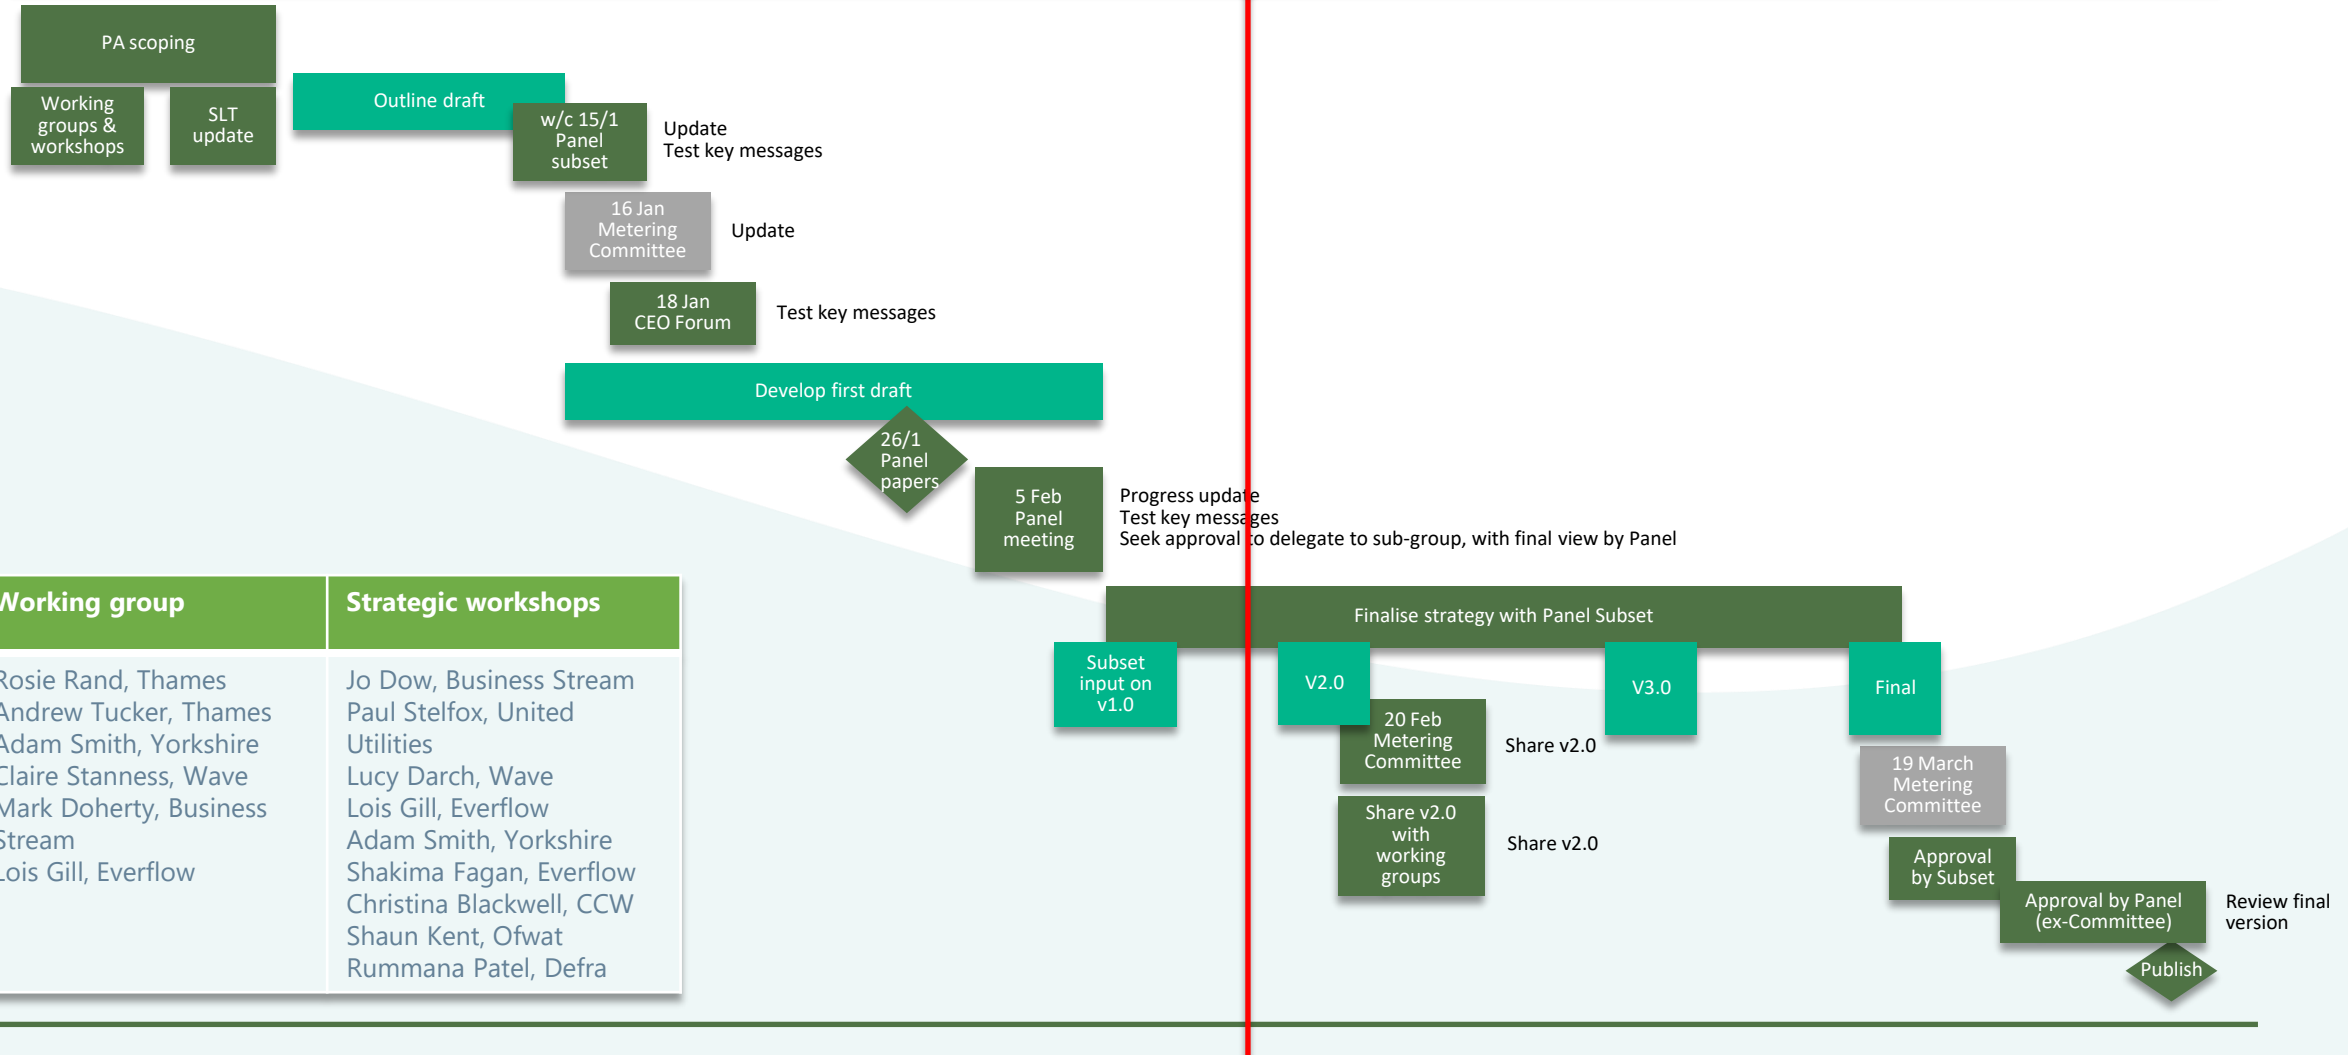 PA scoping
Working
groups &
workshops
SLT
update
Outline draft
w/c 15/1
Panel
subset
Update
Test key messages
16 Jan
Metering
Committee
Update
18 Jan
CEO Forum
Test key messages
Develop first draft
26/1
Panel
papers
5 Feb
Panel
meeting
Progress update
Test key messages
Seek approval to delegate to sub-group, with final view by Panel
Finalise strategy with Panel Subset
Subset
input on
v1.0
V2.0
V3.0
Final
20 Feb
Metering
Committee
Share v2.0
Share v2.0
with
working
groups
Share v2.0
19 March
Metering
Committee
Approval
by Subset
Approval by Panel
(ex-Committee)
Review final
version
Publish
Working group
Rosie Rand, Thames
Andrew Tucker, Thames
Adam Smith, Yorkshire
Claire Stanness, Wave
Mark Doherty, Business
Stream
Lois Gill, Everflow
Strategic workshops
Jo Dow, Business Stream
Paul Stelfox, United
Utilities
Lucy Darch, Wave
Lois Gill, Everflow
Adam Smith, Yorkshire
Shakima Fagan, Everflow
Christina Blackwell, CCW
Shaun Kent, Ofwat
Rummana Patel, Defra